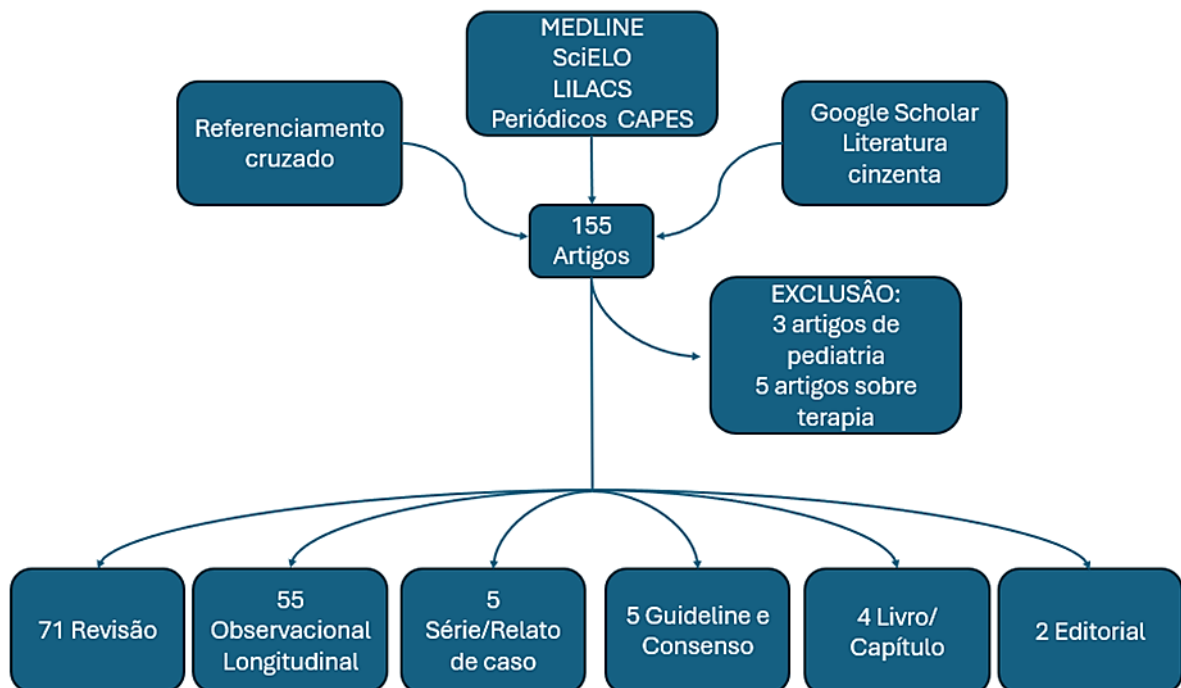 MEDLINE
SciELO
LILACS
Periódicos CAPES
Referenciamento
cruzado
Google Scholar
Literatura
cinzenta
155
Artigos
EXCLUSÂO:
3 artigos de
pediatria
5 artigos sobre
terapia
71 Revisão
55
Observacional
Longitudinal
5
Série/Relato
de caso
5 Guideline e
Consenso
4 Livro/
Capítulo
2 Editorial